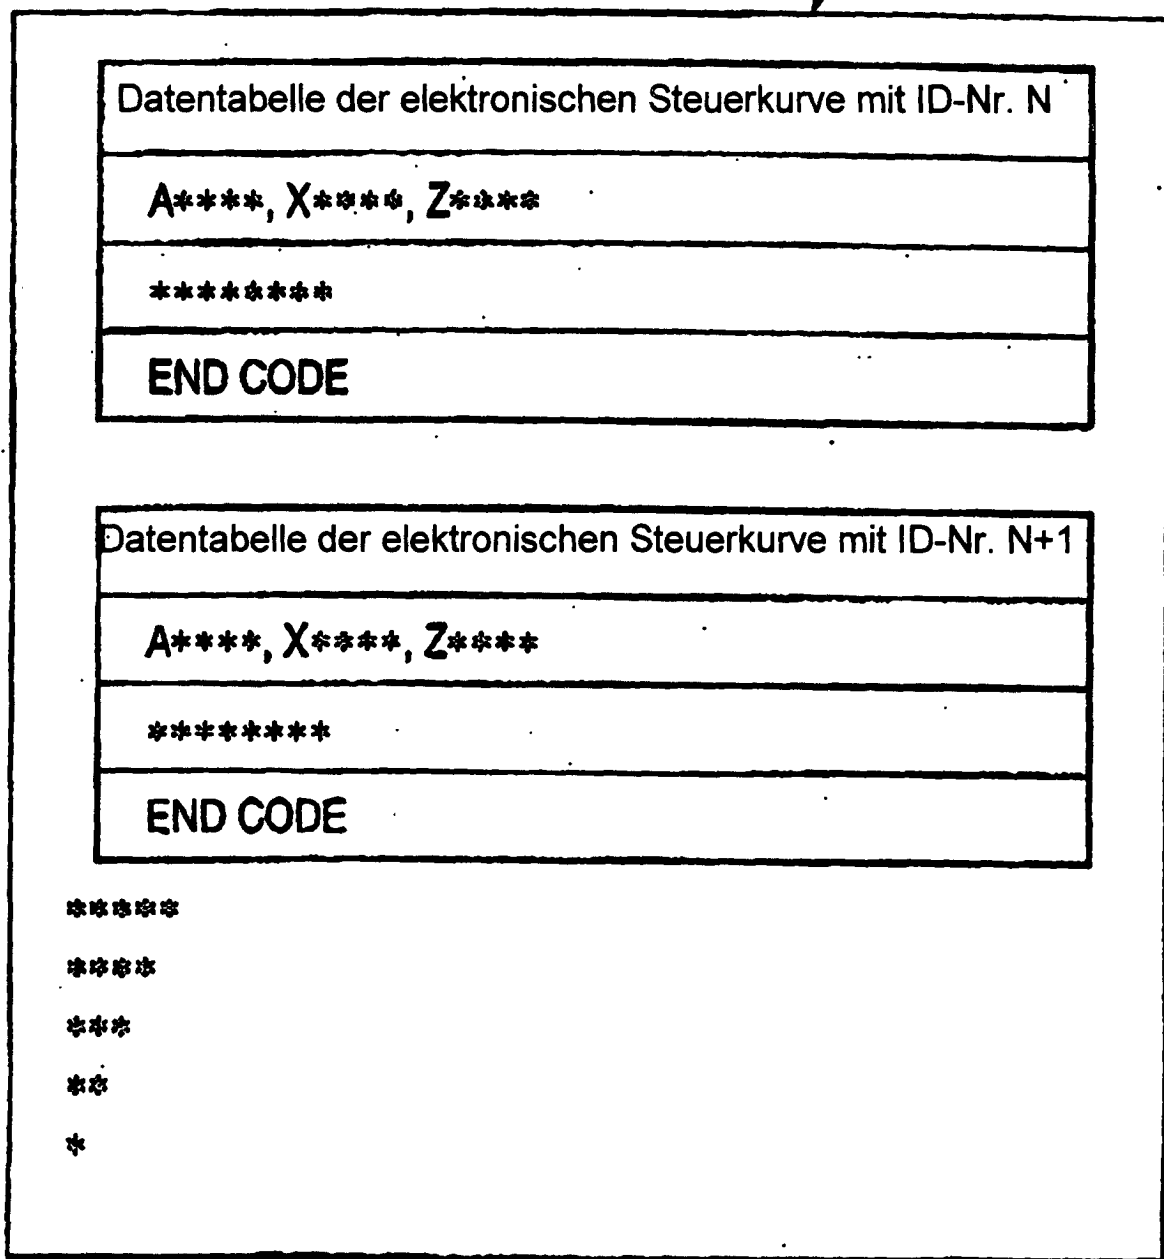 Datentabelle der elektronischen Steuerkurve mit ID-Nr. N
A****, X****, Z****
********
END CODE
Datentabelle der elektronischen Steuerkurve mit ID-Nr. N+1
A****, X****, Z****
********
END CODE
*****
****
***
**
*